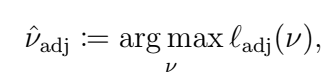 ν̂_adj := arg max_ν ℓ_adj(ν),